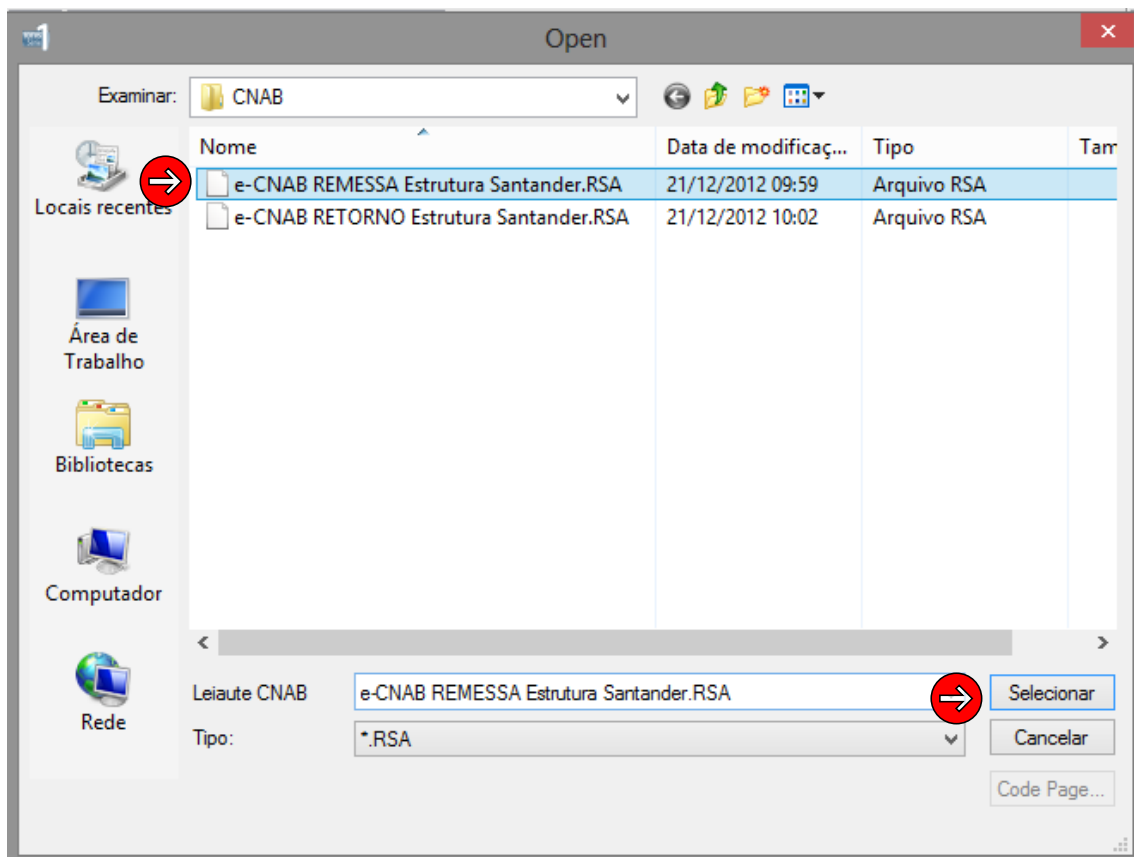 Open
Examinar: CNAB
Nome Data de modificaç... Tipo Tam
e-CNAB REMESSA Estrutura Santander.RSA 21/12/2012 09:59 Arquivo RSA
e-CNAB RETORNO Estrutura Santander.RSA 21/12/2012 10:02 Arquivo RSA
Locais recentes
Área de
Trabalho
Bibliotecas
Computador
Rede
Leiaute CNAB e-CNAB REMESSA Estrutura Santander.RSA Selecionar
Tipo: *.RSA Cancelar
Code Page...